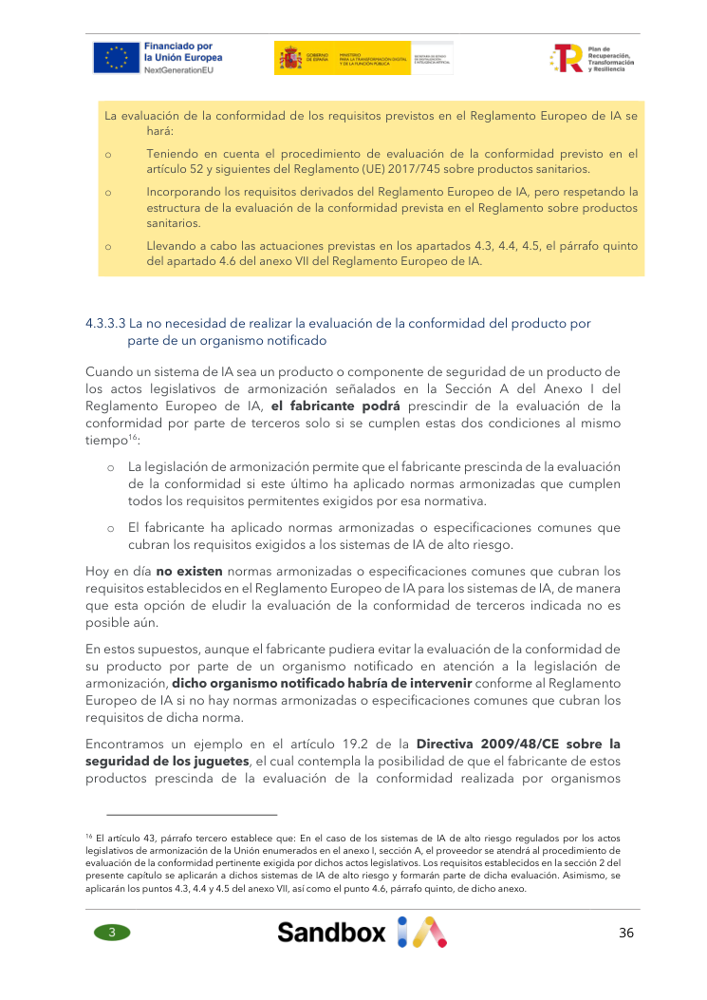 Financiado por
la Unión Europea
NextGenerationEU
GOBIERNO
DE ESPAÑA
MINISTERIO
PARA LA TRANSFORMACIÓN DIGITAL
Y DE LA FUNCIÓN PÚBLICA
SECRETARÍA DE ESTADO
DE DIGITALIZACIÓN
E INTELIGENCIA ARTIFICIAL
Plan de
Recuperación,
Transformación
y Resiliencia
La evaluación de la conformidad de los requisitos previstos en el Reglamento Europeo de IA se
hará:
o Teniendo en cuenta el procedimiento de evaluación de la conformidad previsto en el
artículo 52 y siguientes del Reglamento (UE) 2017/745 sobre productos sanitarios.
o Incorporando los requisitos derivados del Reglamento Europeo de IA, pero respetando la
estructura de la evaluación de la conformidad prevista en el Reglamento sobre productos
sanitarios.
o Llevando a cabo las actuaciones previstas en los apartados 4.3, 4.4, 4.5, el párrafo quinto
del apartado 4.6 del anexo VII del Reglamento Europeo de IA.
4.3.3.3 La no necesidad de realizar la evaluación de la conformidad del producto por
parte de un organismo notificado
Cuando un sistema de IA sea un producto o componente de seguridad de un producto de
los actos legislativos de armonización señalados en la Sección A del Anexo I del
Reglamento Europeo de IA, el fabricante podrá prescindir de la evaluación de la
conformidad por parte de terceros solo si se cumplen estas dos condiciones al mismo
tiempo16:
o La legislación de armonización permite que el fabricante prescinda de la evaluación
de la conformidad si este último ha aplicado normas armonizadas que cumplen
todos los requisitos permitentes exigidos por esa normativa.
o El fabricante ha aplicado normas armonizadas o especificaciones comunes que
cubran los requisitos exigidos a los sistemas de IA de alto riesgo.
Hoy en día no existen normas armonizadas o especificaciones comunes que cubran los
requisitos establecidos en el Reglamento Europeo de IA para los sistemas de IA, de manera
que esta opción de eludir la evaluación de la conformidad de terceros indicada no es
posible aún.
En estos supuestos, aunque el fabricante pudiera evitar la evaluación de la conformidad de
su producto por parte de un organismo notificado en atención a la legislación de
armonización, dicho organismo notificado habría de intervenir conforme al Reglamento
Europeo de IA si no hay normas armonizadas o especificaciones comunes que cubran los
requisitos de dicha norma.
Encontramos un ejemplo en el artículo 19.2 de la Directiva 2009/48/CE sobre la
seguridad de los juguetes, el cual contempla la posibilidad de que el fabricante de estos
productos prescinda de la evaluación de la conformidad realizada por organismos
16 El artículo 43, párrafo tercero establece que: En el caso de los sistemas de IA de alto riesgo regulados por los actos
legislativos de armonización de la Unión enumerados en el anexo I, sección A, el proveedor se atendrá al procedimiento de
evaluación de la conformidad pertinente exigida por dichos actos legislativos. Los requisitos establecidos en la sección 2 del
presente capítulo se aplicarán a dichos sistemas de IA de alto riesgo y formarán parte de dicha evaluación. Asimismo, se
aplicarán los puntos 4.3, 4.4 y 4.5 del anexo VII, así como el punto 4.6, párrafo quinto, de dicho anexo.
3
Sandbox IA
36